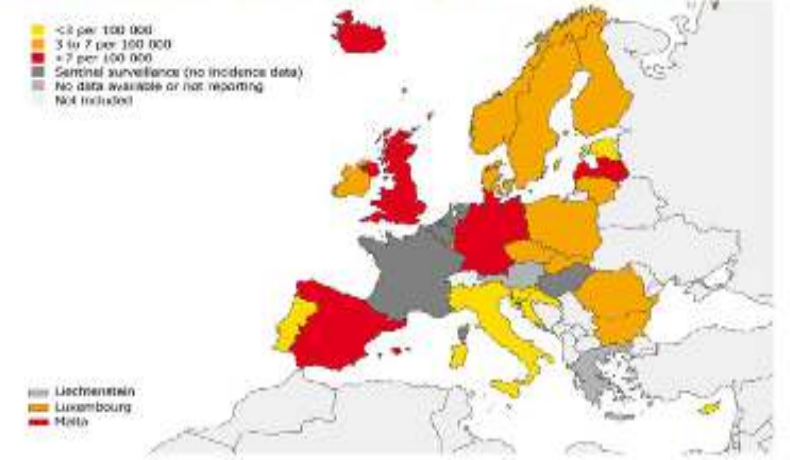 <3 per 100 000
3 to 7 per 100 000
>7 per 100 000
Sentinel surveillance (no incidence data)
No data available or not reporting
Not included
Liechtenstein
Luxembourg
Malta